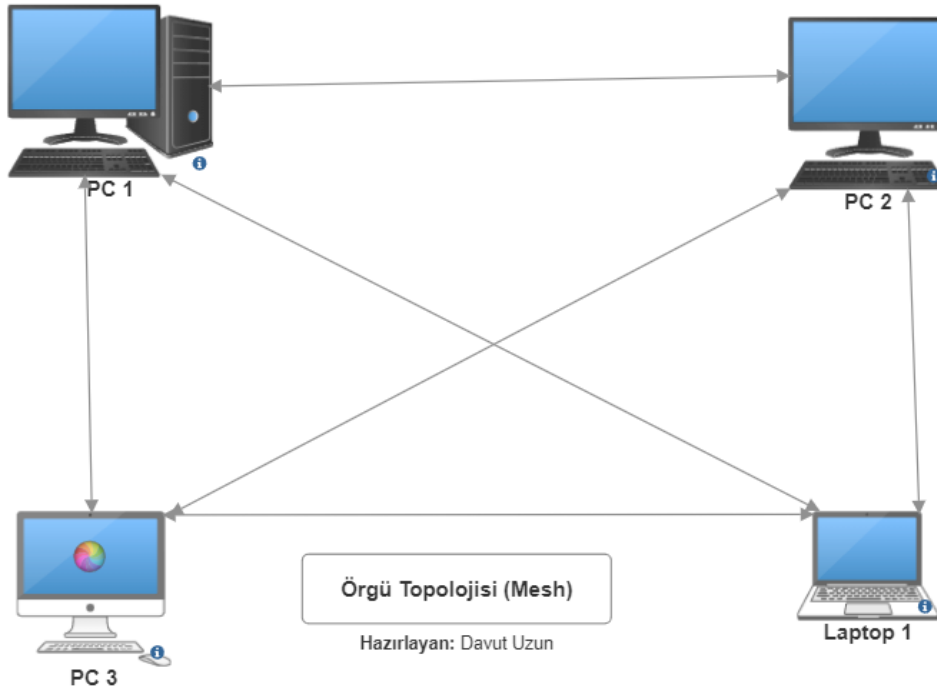 PC 1
PC 2
Örgü Topolojisi (Mesh)
Hazırlayan: Davut Uzun
Laptop 1
PC 3